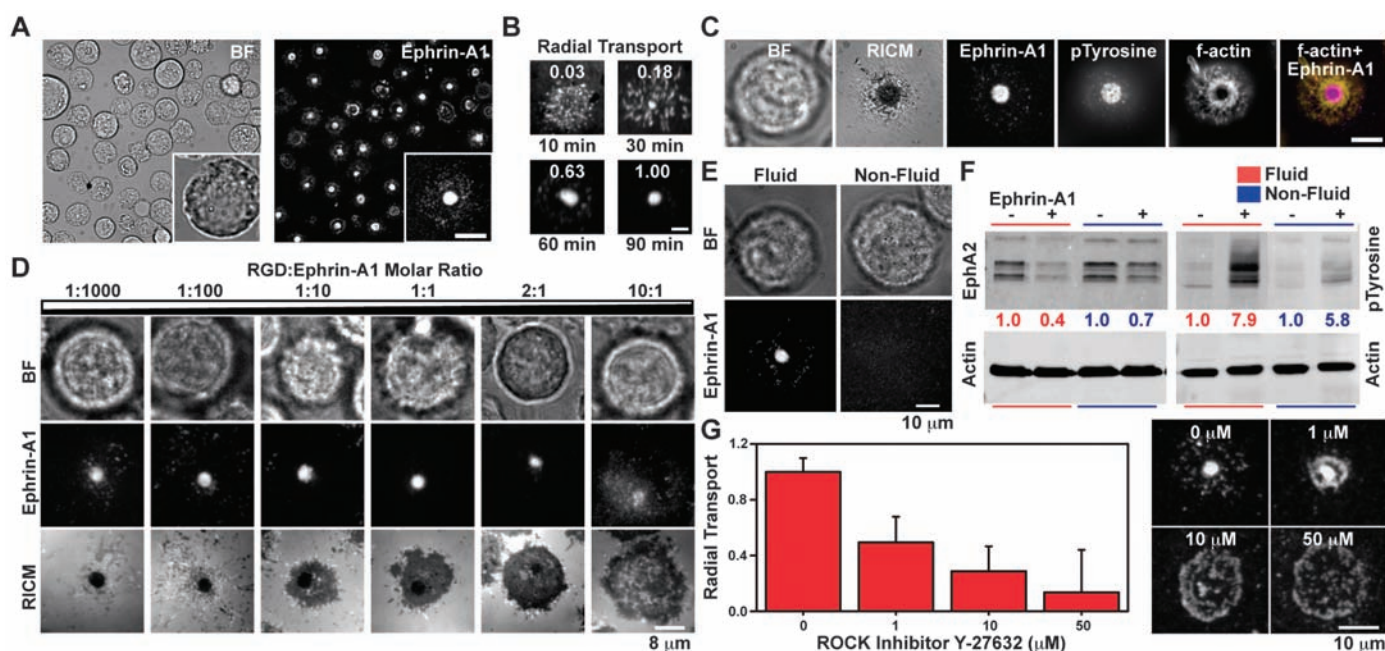 A
BF
Ephrin-A1
B
Radial Transport
0.03
0.18
10 min
30 min
0.63
1.00
60 min
90 min
C
BF
RICM
Ephrin-A1
pTyrosine
f-actin
f-actin+
Ephrin-A1
D
RGD:Ephrin-A1 Molar Ratio
1:1000
1:100
1:10
1:1
2:1
10:1
BF
Ephrin-A1
RICM
8 μm
E
Fluid
Non-Fluid
BF
Ephrin-A1
10 μm
F
Fluid
Non-Fluid
Ephrin-A1
- + - + - + - +
EphA2
pTyrosine
1.0 0.4 1.0 0.7 1.0 7.9 1.0 5.8
Actin
Actin
G
Radial Transport
1.2
0.8
0.4
0.0
0
1
10
50
ROCK Inhibitor Y-27632 (μM)
0 μM
1 μM
10 μM
50 μM
10 μm